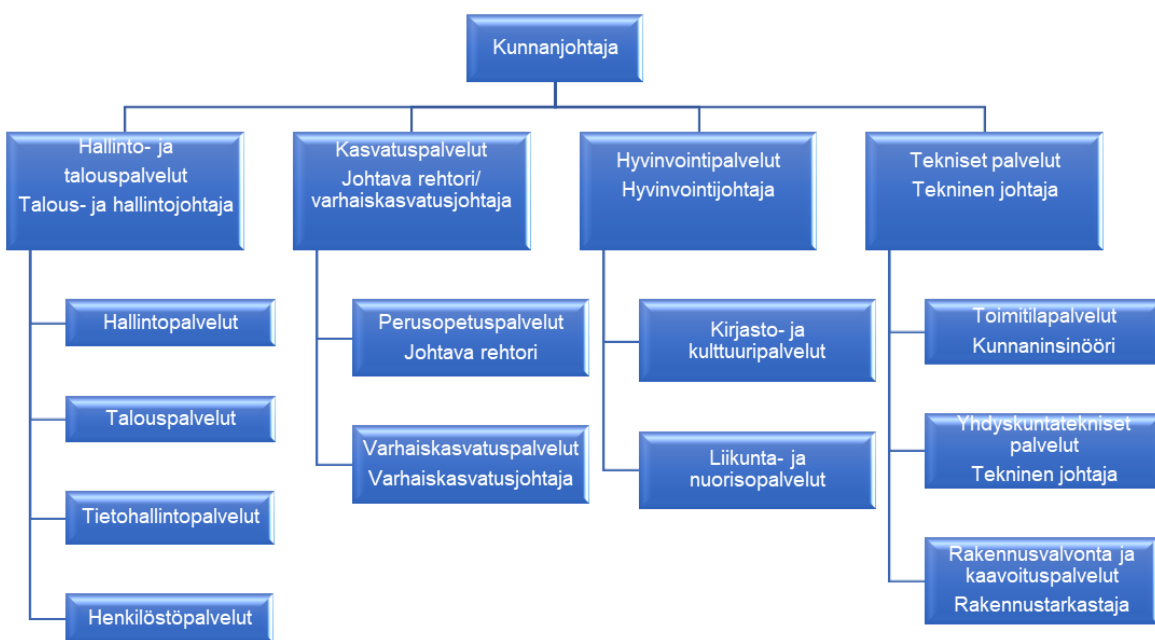 Kunnanjohtaja
Hallinto- ja
talouspalvelut
Talous- ja hallintojohtaja
Kasvatuspalvelut
Johtava rehtori/
varhaiskasvatusjohtaja
Hyvinvointipalvelut
Hyvinvointijohtaja
Tekniset palvelut
Tekninen johtaja
Hallintopalvelut
Talouspalvelut
Tietohallintopalvelut
Henkilöstöpalvelut
Perusopetuspalvelut
Johtava rehtori
Varhaiskasvatuspalvelut
Varhaiskasvatusjohtaja
Kirjasto- ja
kulttuuripalvelut
Liikunta- ja
nuorisopalvelut
Toimitilapalvelut
Kunnaninsinööri
Yhdyskuntatekniset
palvelut
Tekninen johtaja
Rakennusvalvonta ja
kaavoituspalvelut
Rakennustarkastaja